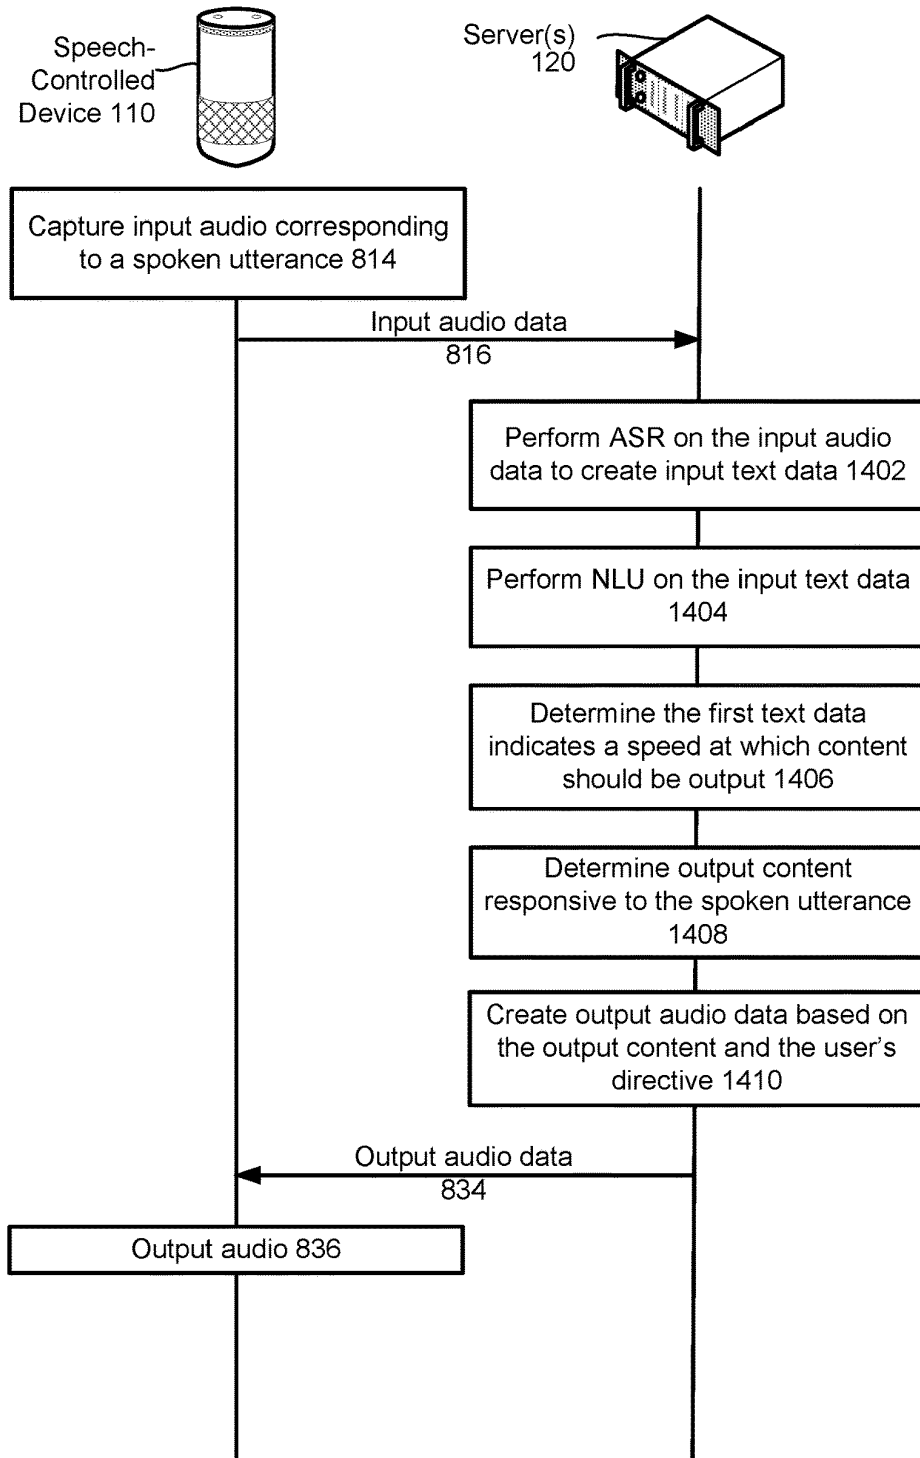 Speech-
Controlled
Device 110
Server(s)
120
Capture input audio corresponding
to a spoken utterance 814
Input audio data
816
Perform ASR on the input audio
data to create input text data 1402
Perform NLU on the input text data
1404
Determine the first text data
indicates a speed at which content
should be output 1406
Determine output content
responsive to the spoken utterance
1408
Create output audio data based on
the output content and the user's
directive 1410
Output audio data
834
Output audio 836